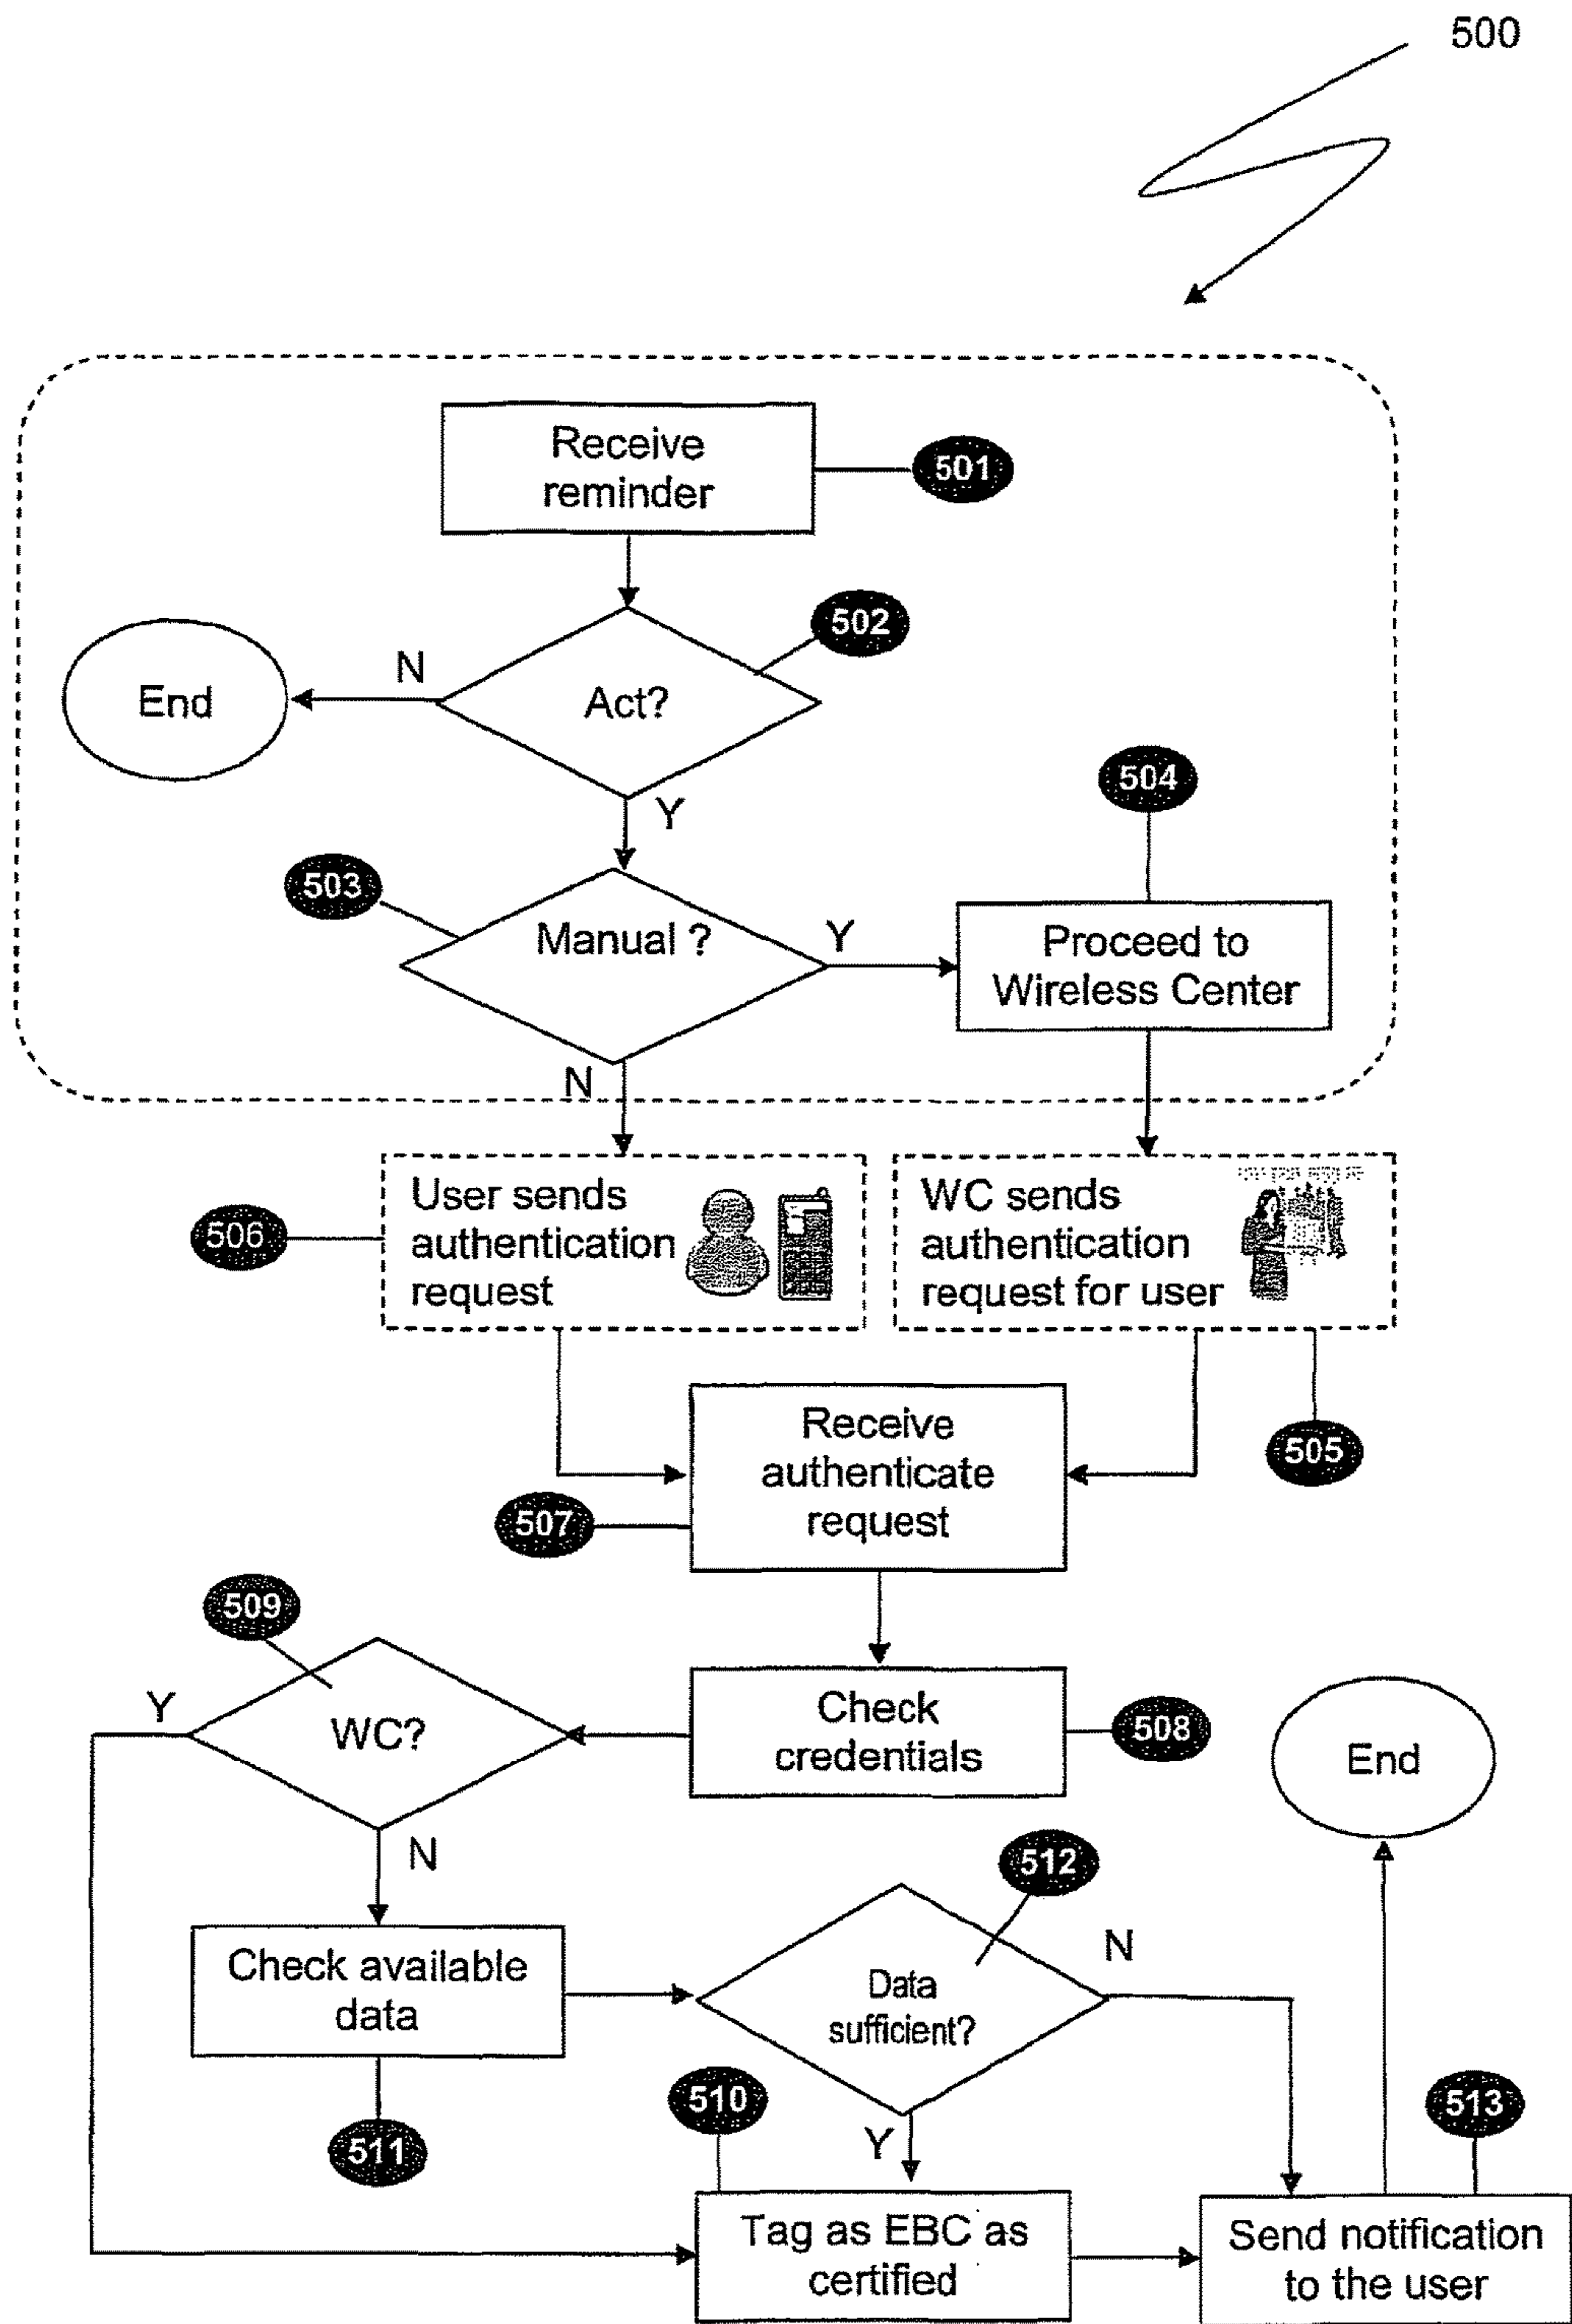 500
Receive
reminder
501
502
N
End
Act?
Y
504
503
Manual ?
Y
Proceed to
Wireless Center
N
User sends
authentication
request
506
WC sends
authentication
request for user
505
Receive
authenticate
request
507
509
Y
WC?
Check
credentials
508
End
N
512
Check available
data
Data
sufficient?
N
511
510
Y
513
Tag as EBC as
certified
Send notification
to the user